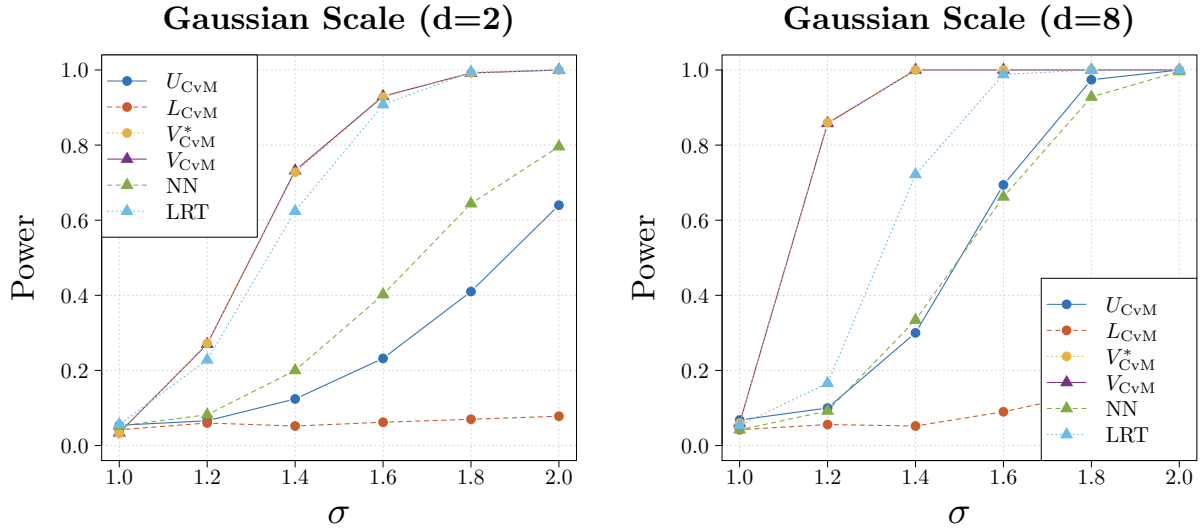 Gaussian Scale (d=2)
Power
1.0
0.8
0.6
0.4
0.2
0.0
U_CvM
L_CvM
V*_CvM
V_CvM
NN
LRT
1.0 1.2 1.4 1.6 1.8 2.0
σ
Gaussian Scale (d=8)
Power
1.0
0.8
0.6
0.4
0.2
0.0
U_CvM
L_CvM
V*_CvM
V_CvM
NN
LRT
1.0 1.2 1.4 1.6 1.8 2.0
σ